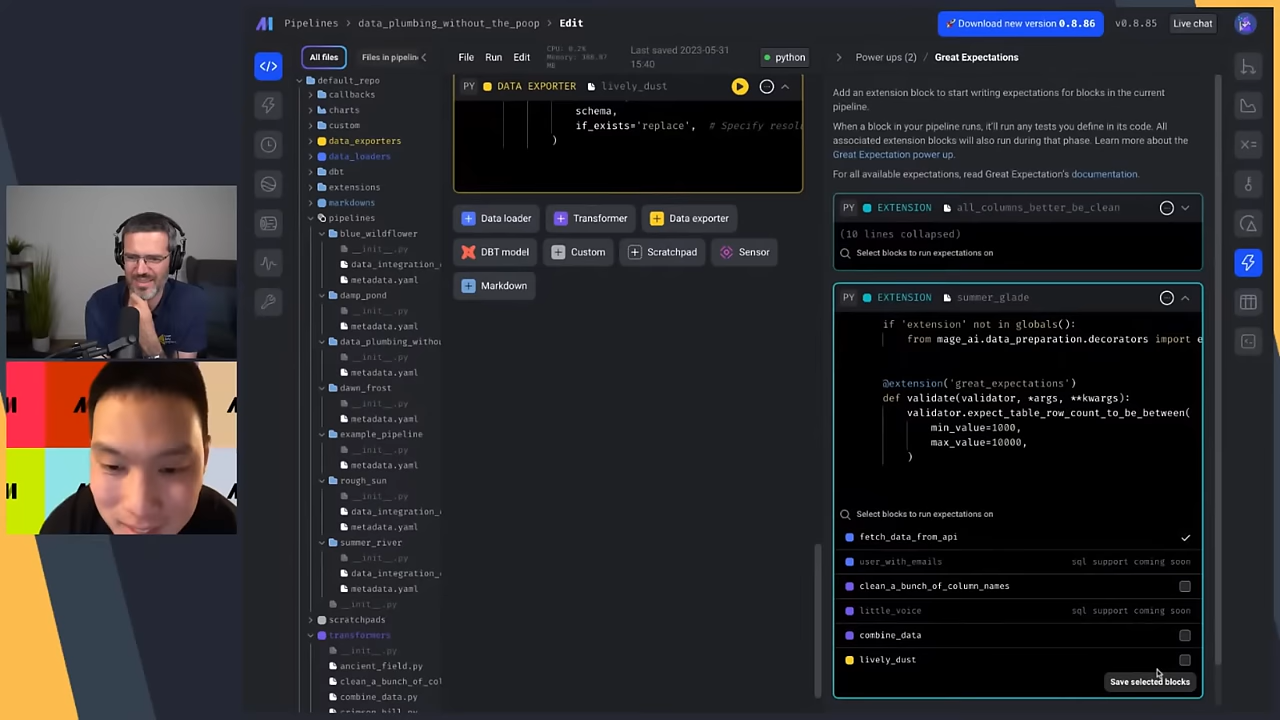 Pipelines > data_plumbing_without_the_poop > Edit
Download new version 0.8.86
v0.8.85
Live chat
All files
Files in pipeline
File Run Edit
CPU: 0.2%
Last saved 2023-05-31
15:40
python
default_repo
callbacks
charts
custom
data_exporters
data_loaders
dbt
extensions
markdowns
pipelines
blue_wildflower
__init__.py
data_integration_c
metadata.yaml
damp_pond
__init__.py
metadata.yaml
data_plumbing_withou
__init__.py
metadata.yaml
dawn_frost
__init__.py
metadata.yaml
example_pipeline
__init__.py
metadata.yaml
rough_sun
__init__.py
data_integration_c
metadata.yaml
summer_river
__init__.py
data_integration_c
metadata.yaml
__init__.py
scratchpads
transformers
__init__.py
ancient_field.py
clean_a_bunch_of_col
combine_data.py
PY DATA EXPORTER lively_dust
schema,
if_exists='replace', # Specify resol
)
Data loader
Transformer
Data exporter
DBT model
Custom
Scratchpad
Sensor
Markdown
Power ups (2) / Great Expectations
Add an extension block to start writing expectations for blocks in the current
pipeline.
When a block in your pipeline runs, it'll run any tests you define in its code. All
associated extension blocks will also run during that phase. Learn more about the
Great Expectation power up.
For all available expectations, read Great Expectation's documentation.
PY EXTENSION all_columns_better_be_clean
(10 lines collapsed)
Select blocks to run expectations on
PY EXTENSION summer_glade
if 'extension' not in globals():
from mage_ai.data_preparation.decorators import e
@extension('great_expectations')
def validate(validator, *args, **kwargs):
validator.expect_table_row_count_to_be_between(
min_value=1000,
max_value=10000,
)
Select blocks to run expectations on
fetch_data_from_api
user_with_emails sql support coming soon
clean_a_bunch_of_column_names
little_voice sql support coming soon
combine_data
lively_dust
Save selected blocks